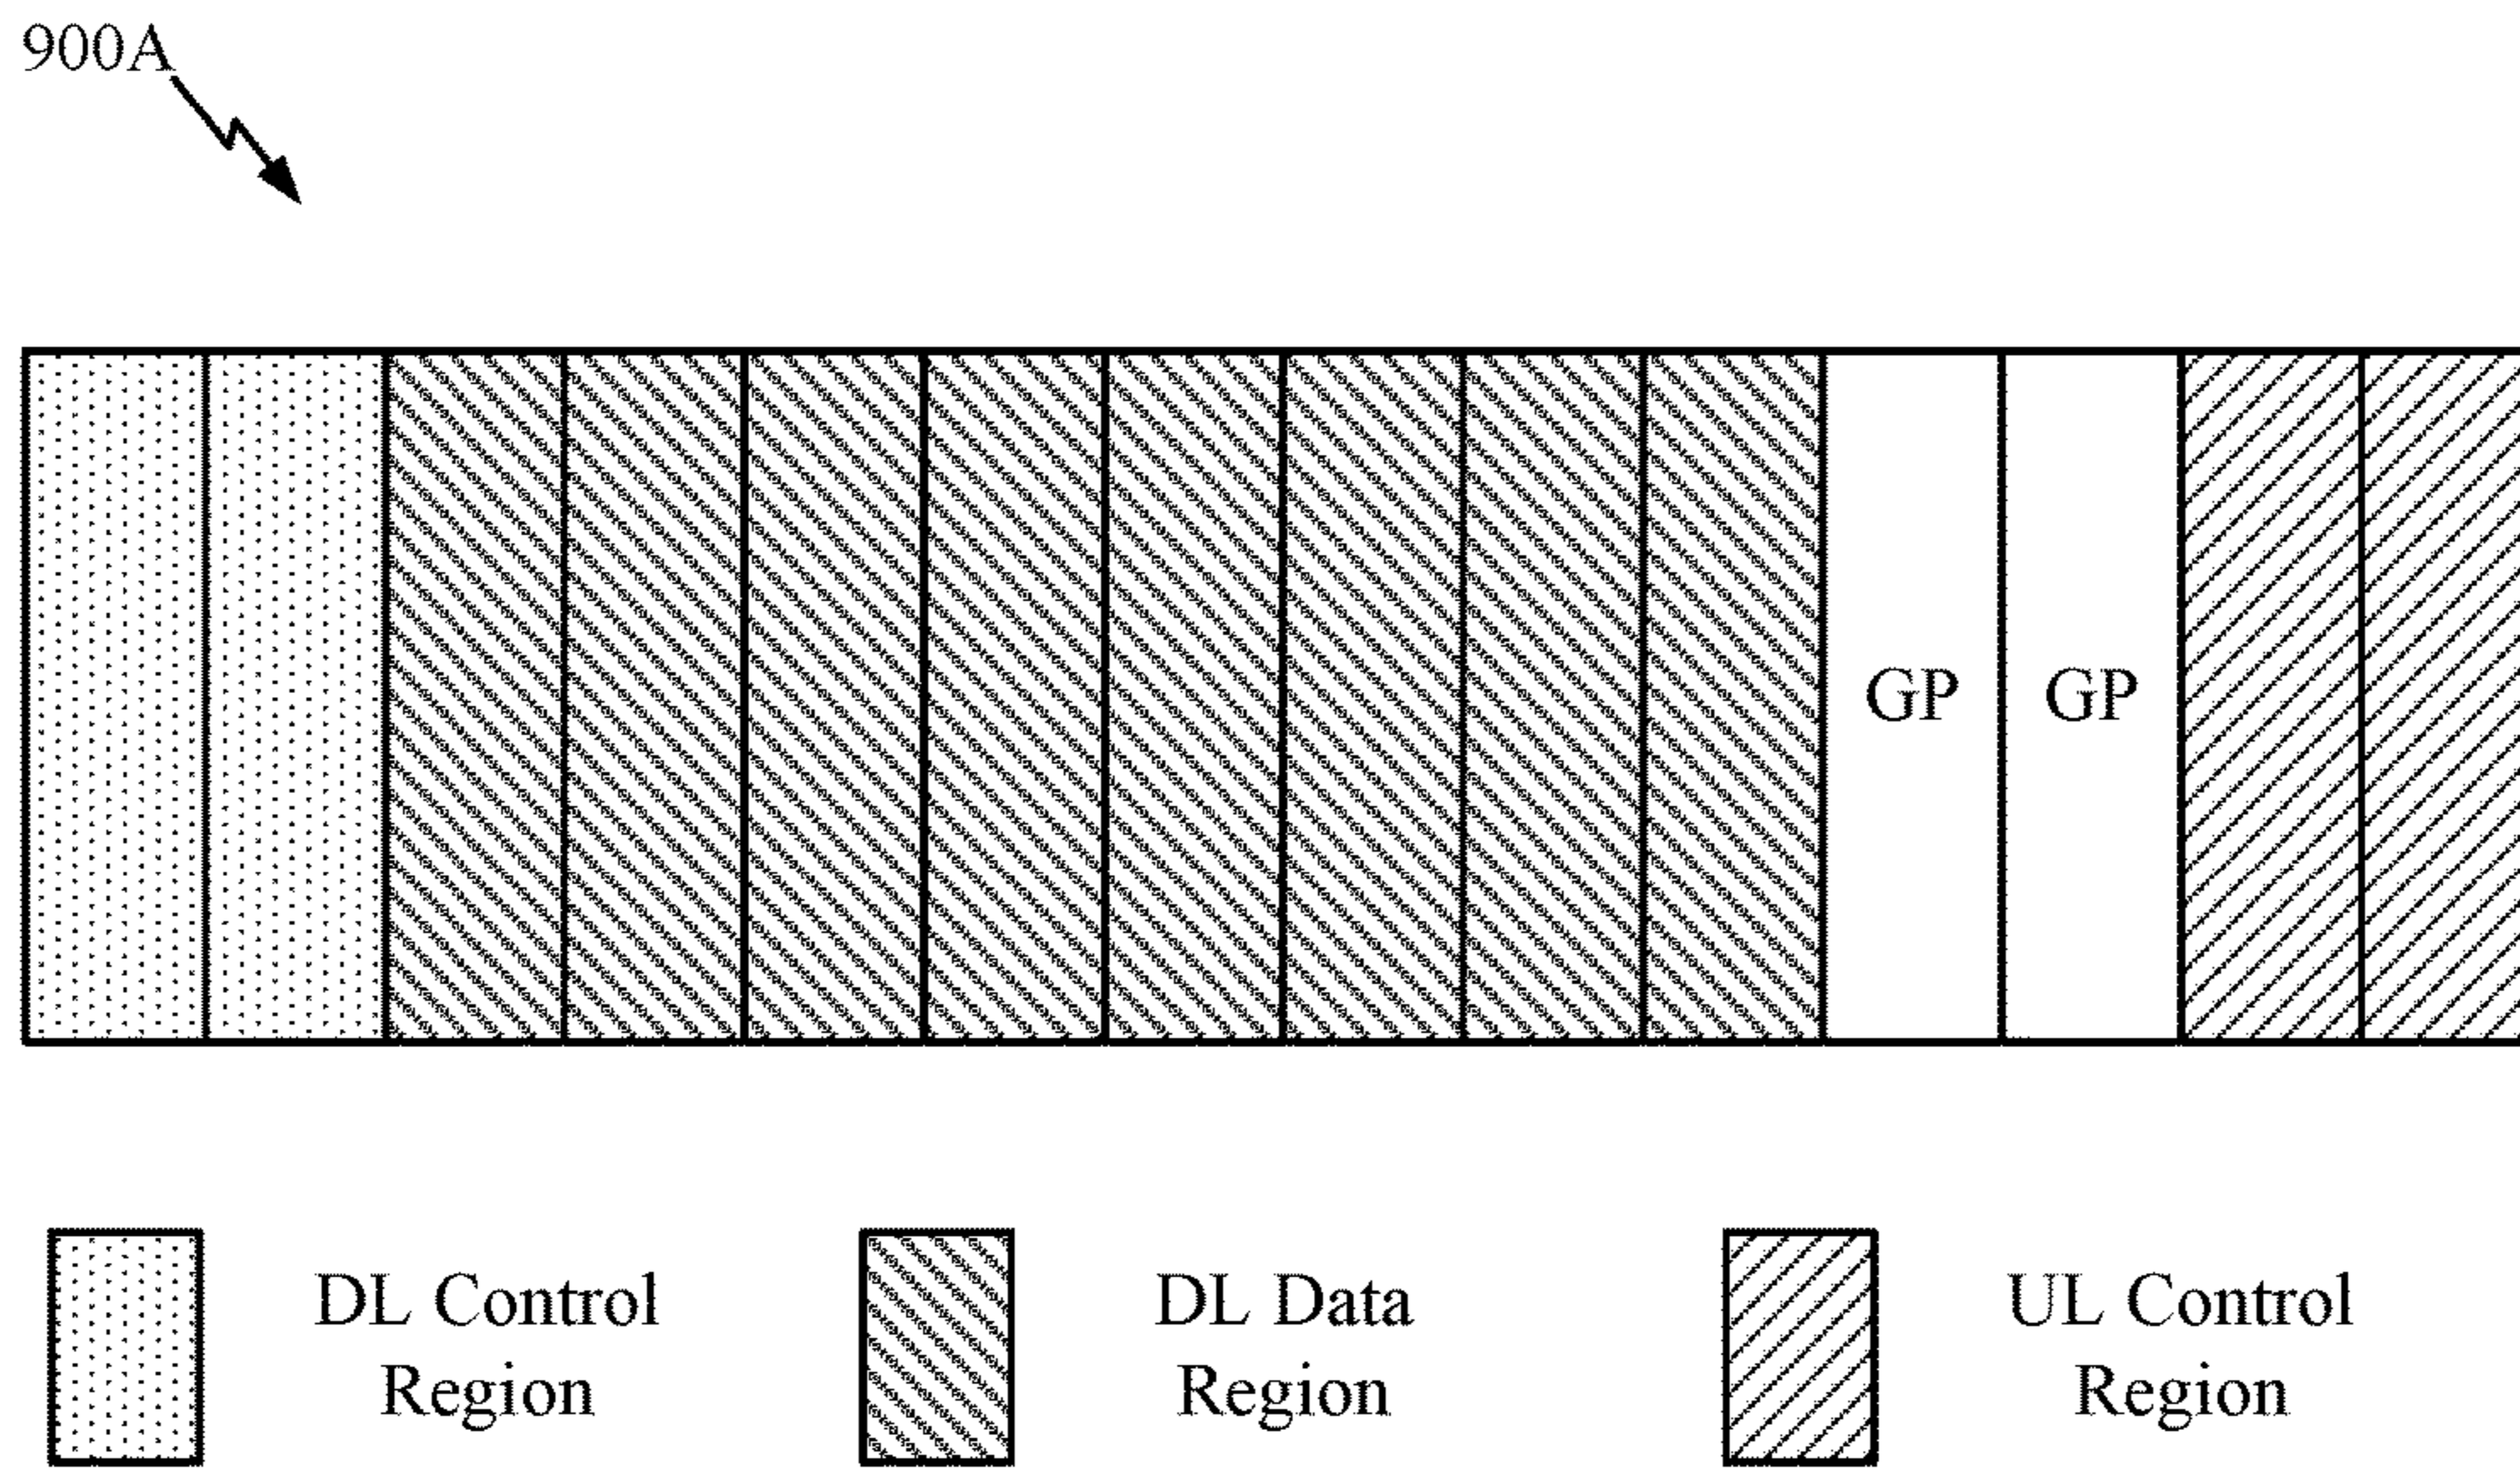 900A
GP GP
DL Control
Region
DL Data
Region
UL Control
Region